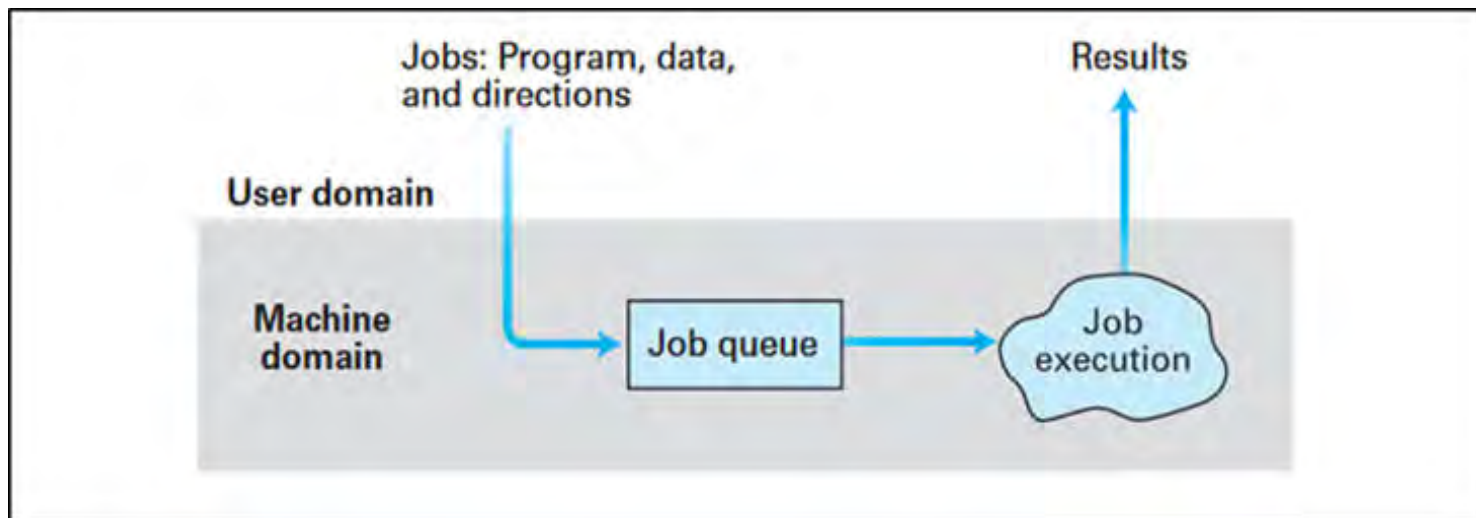 Jobs: Program, data,
and directions
Results
User domain
Machine
domain
Job queue
Job
execution